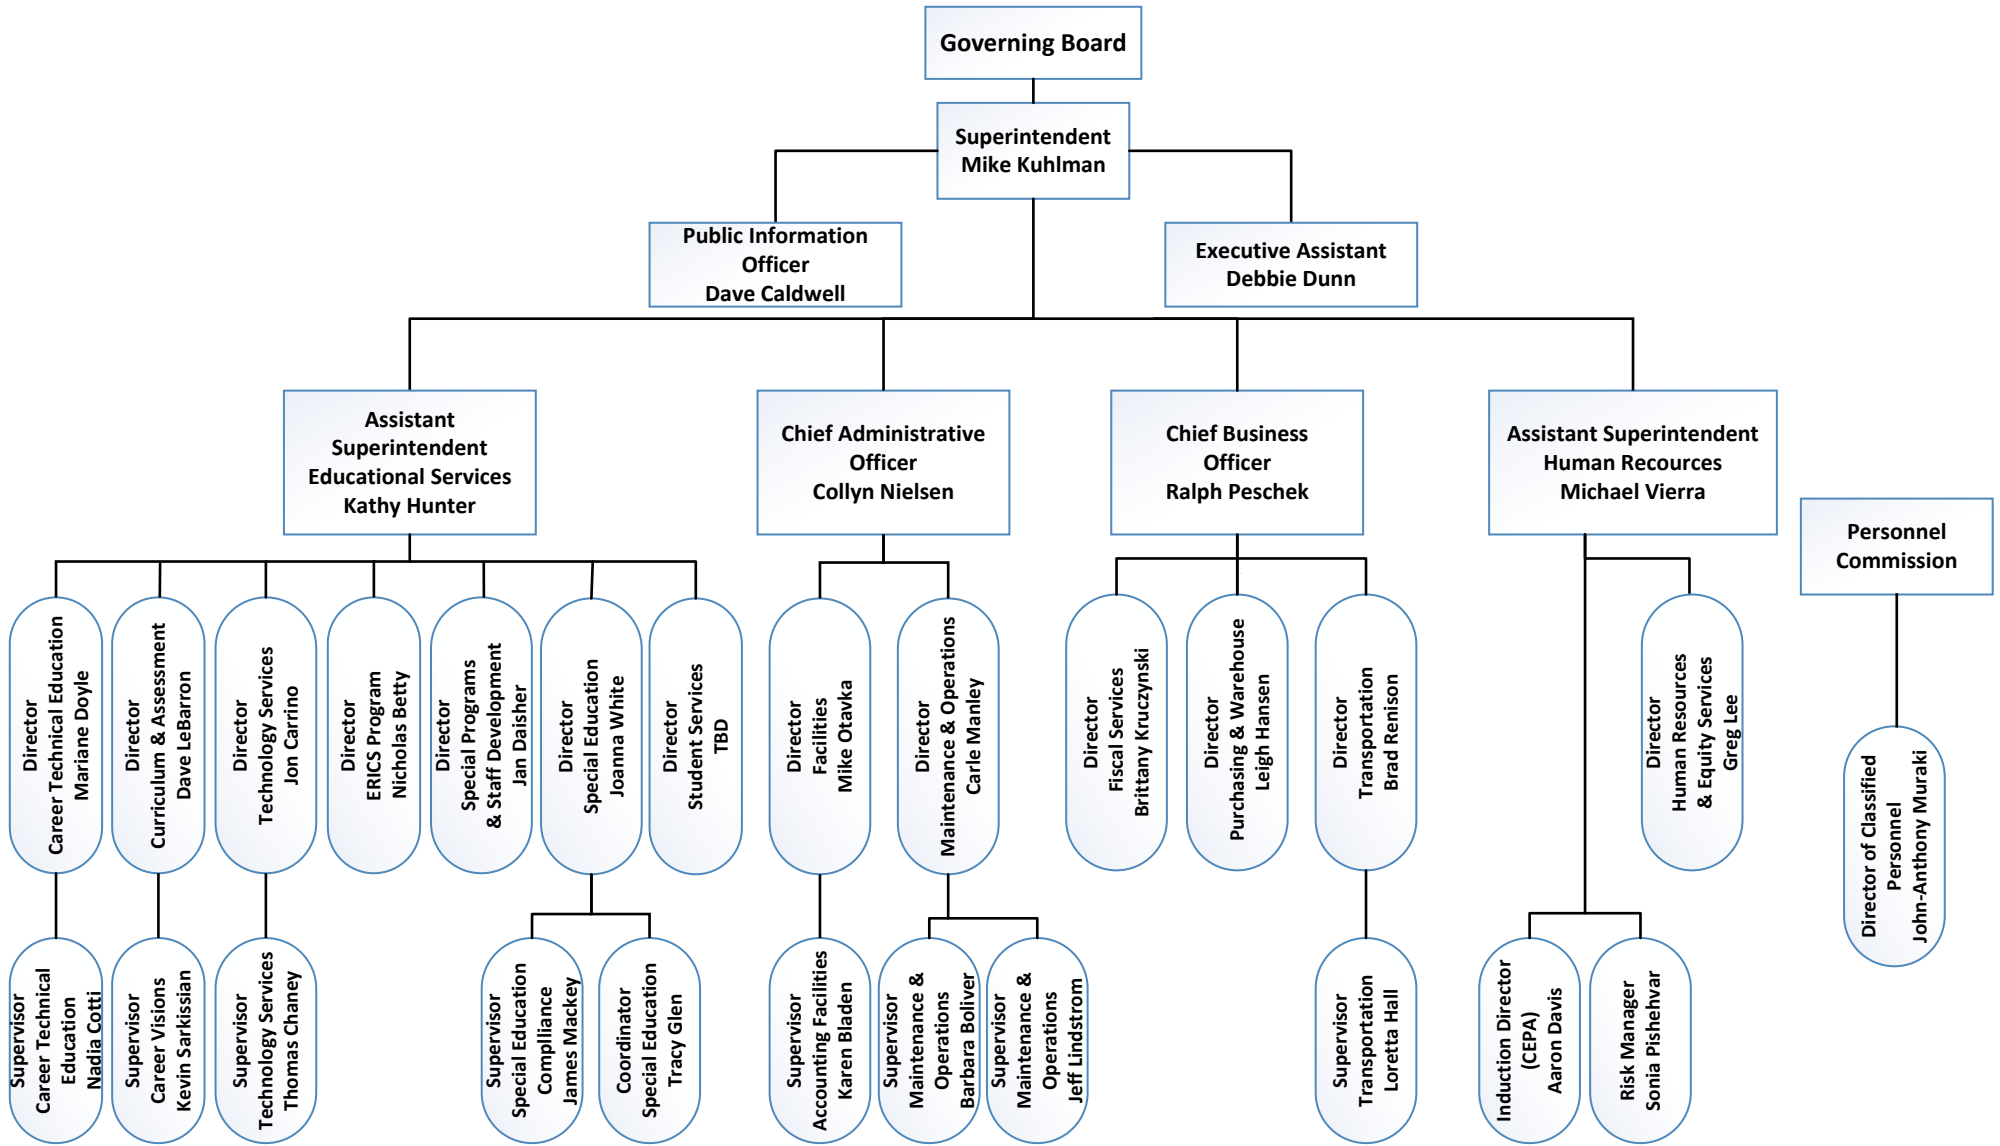 Governing Board
Superintendent
Mike Kuhlman
Public Information
Officer
Dave Caldwell
Executive Assistant
Debbie Dunn
Assistant
Superintendent
Educational Services
Kathy Hunter
Chief Administrative
Officer
Collyn Nielsen
Chief Business
Officer
Ralph Peschek
Assistant Superintendent
Human Recources
Michael Vierra
Personnel
Commission
Director
Career Technical Education
Mariane Doyle
Director
Curriculum & Assessment
Dave LeBarron
Director
Technology Services
Jon Carrino
Director
ERICS Program
Nicholas Betty
Director
Special Programs
& Staff Development
Jan Daisher
Director
Special Education
Joanna White
Director
Student Services
TBD
Director
Facilities
Mike Otavka
Director
Maintenance & Operations
Carle Manley
Director
Fiscal Services
Brittany Kruczynski
Director
Purchasing & Warehouse
Leigh Hansen
Director
Transportation
Brad Renison
Director
Human Resources
& Equity Services
Greg Lee
Director of Classified
Personnel
John-Anthony Muraki
Supervisor
Career Technical
Education
Nadia Cotti
Supervisor
Career Visions
Kevin Sarkissian
Supervisor
Technology Services
Thomas Chaney
Supervisor
Special Education
Compliance
James Mackey
Coordinator
Special Education
Tracy Glen
Supervisor
Accounting Facilities
Karen Bladen
Supervisor
Maintenance &
Operations
Barbara Boliver
Supervisor
Maintenance &
Operations
Jeff Lindstrom
Supervisor
Transportation
Loretta Hall
Induction Director
(CEPA)
Aaron Davis
Risk Manager
Sonia Pishehvar